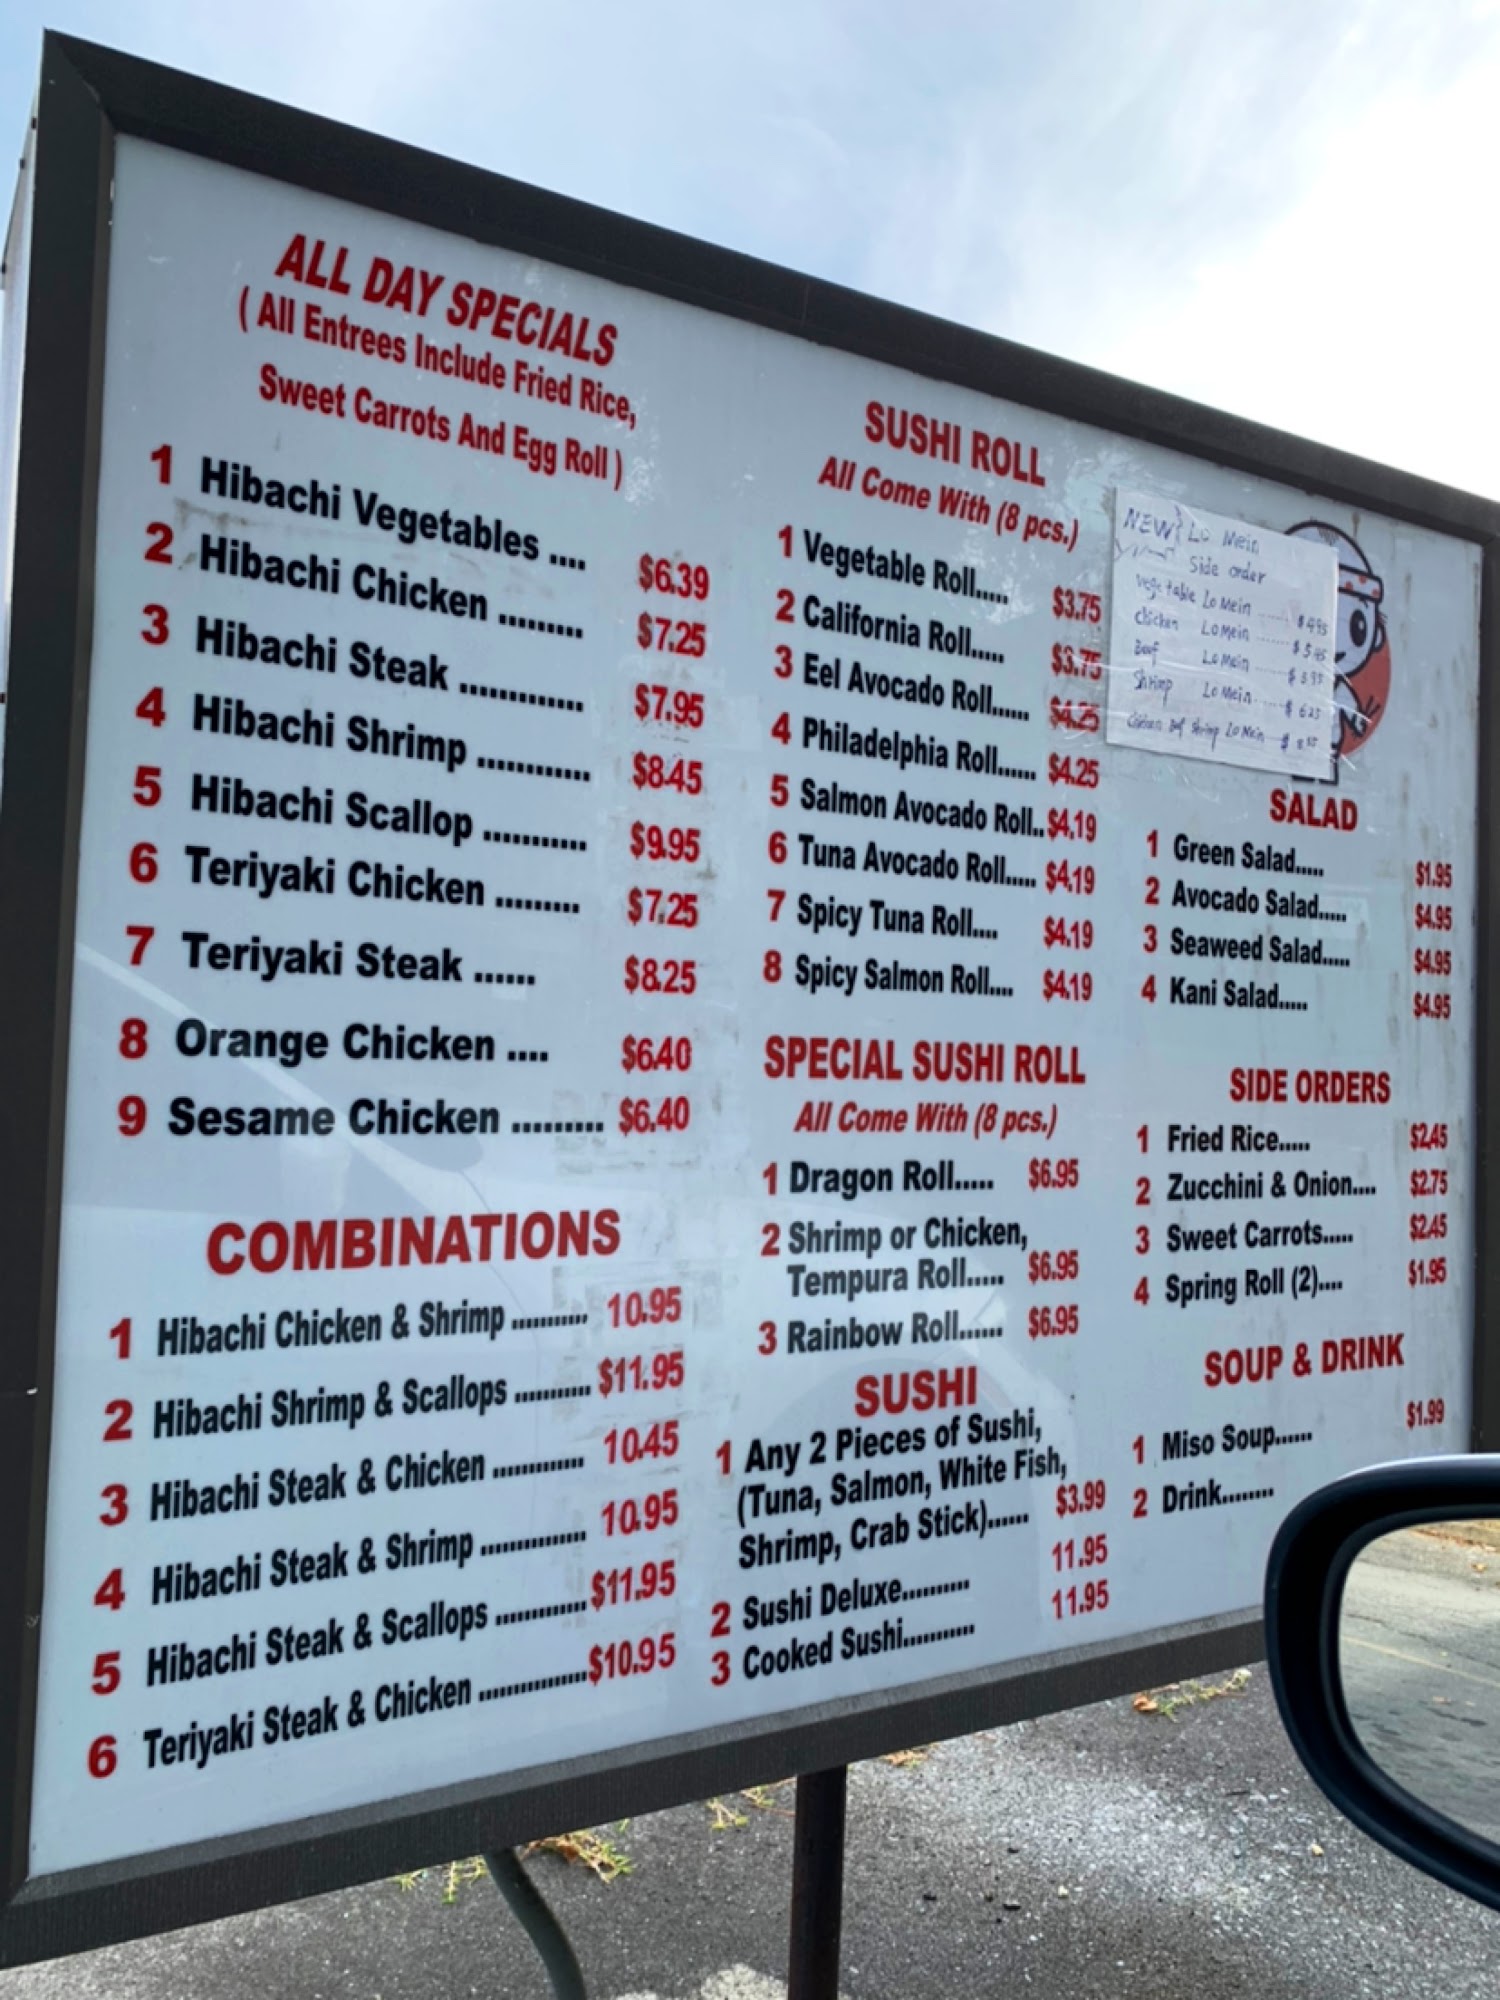 ALL DAY SPECIALS
( All Entrees Include Fried Rice,
Sweet Carrots And Egg Roll )
1 Hibachi Vegetables .... $6.39
2 Hibachi Chicken ......... $7.25
3 Hibachi Steak ............. $7.95
4 Hibachi Shrimp ............ $8.45
5 Hibachi Scallop ........... $9.95
6 Teriyaki Chicken ......... $7.25
7 Teriyaki Steak ...... $8.25
8 Orange Chicken .... $6.40
9 Sesame Chicken ......... $6.40
COMBINATIONS
1 Hibachi Chicken & Shrimp ........... 10.95
2 Hibachi Shrimp & Scallops ........... $11.95
3 Hibachi Steak & Chicken ............. 10.45
4 Hibachi Steak & Shrimp ............... 10.95
5 Hibachi Steak & Scallops ............. $11.95
6 Teriyaki Steak & Chicken ................ $10.95
SUSHI ROLL
All Come With (8 pcs.)
1 Vegetable Roll..... $3.75
2 California Roll..... $3.75
3 Eel Avocado Roll...... $4.25
4 Philadelphia Roll...... $4.25
5 Salmon Avocado Roll.. $4.19
6 Tuna Avocado Roll..... $4.19
7 Spicy Tuna Roll.... $4.19
8 Spicy Salmon Roll.... $4.19
SPECIAL SUSHI ROLL
All Come With (8 pcs.)
1 Dragon Roll..... $6.95
2 Shrimp or Chicken,
Tempura Roll..... $6.95
3 Rainbow Roll...... $6.95
SUSHI
1 Any 2 Pieces of Sushi,
(Tuna, Salmon, White Fish,
Shrimp, Crab Stick)...... $3.99
2 Sushi Deluxe.......... 11.95
3 Cooked Sushi........... 11.95
NEW! Lo Mein
Side order
vegetable Lo Mein ....... $4.95
chicken Lo Mein .......
Beef Lo Mein .......
Shrimp Lo Mein ...... $6.25
chicken Beef Shrimp Lo Mein
SALAD
1 Green Salad..... $1.95
2 Avocado Salad..... $4.95
3 Seaweed Salad..... $4.95
4 Kani Salad..... $4.95
SIDE ORDERS
1 Fried Rice..... $2.45
2 Zucchini & Onion.... $2.75
3 Sweet Carrots..... $2.45
4 Spring Roll (2).... $1.95
SOUP & DRINK
1 Miso Soup...... $1.99
2 Drink........